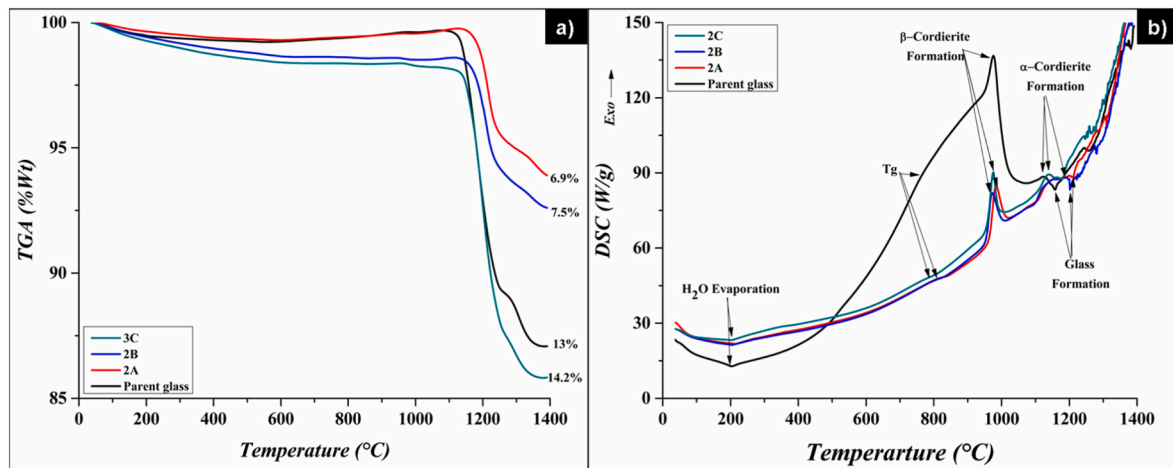 a)
100
95
90
85
TGA (%Wt)
6.9%
7.5%
13%
14.2%
3C
2B
2A
Parent glass
0 200 400 600 800 1000 1200 1400
Temperature (°C)
b)
150
120
90
60
30
0
DSC (W/g)
Exo
2C
2B
2A
Parent glass
β–Cordierite
Formation
α–Cordierite
Formation
Tg
H2O Evaporation
Glass
Formation
0 200 400 600 800 1000 1200 1400
Temperarture (°C)